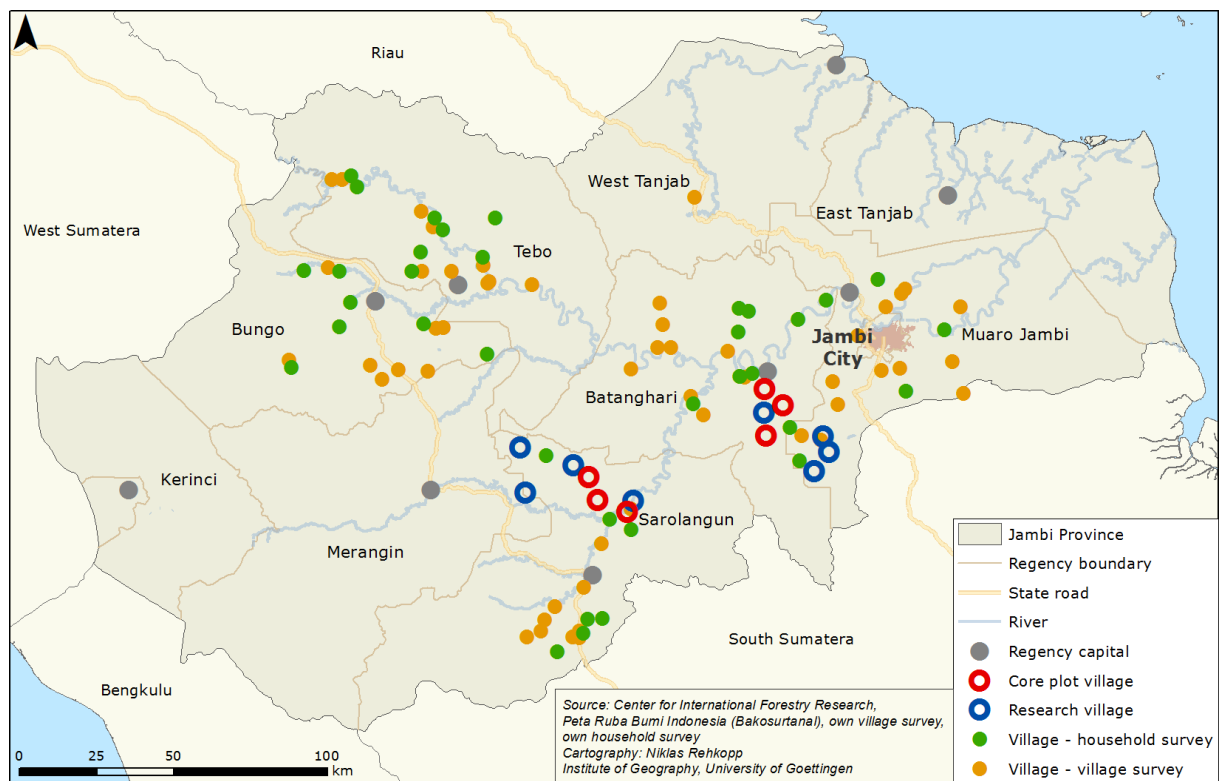 Riau
West Tanjab
East Tanjab
West Sumatera
Tebo
Bungo
Jambi
City
Muaro Jambi
Batanghari
Kerinci
Sarolangun
Merangin
South Sumatera
Bengkulu
Jambi Province
Regency boundary
State road
River
Regency capital
Core plot village
Research village
Village - household survey
Village - village survey
Source: Center for International Forestry Research,
Peta Ruba Bumi Indonesia (Bakosurtanal), own village survey,
own household survey
Cartography: Niklas Rehkopp
Institute of Geography, University of Goettingen
0 25 50 100
km